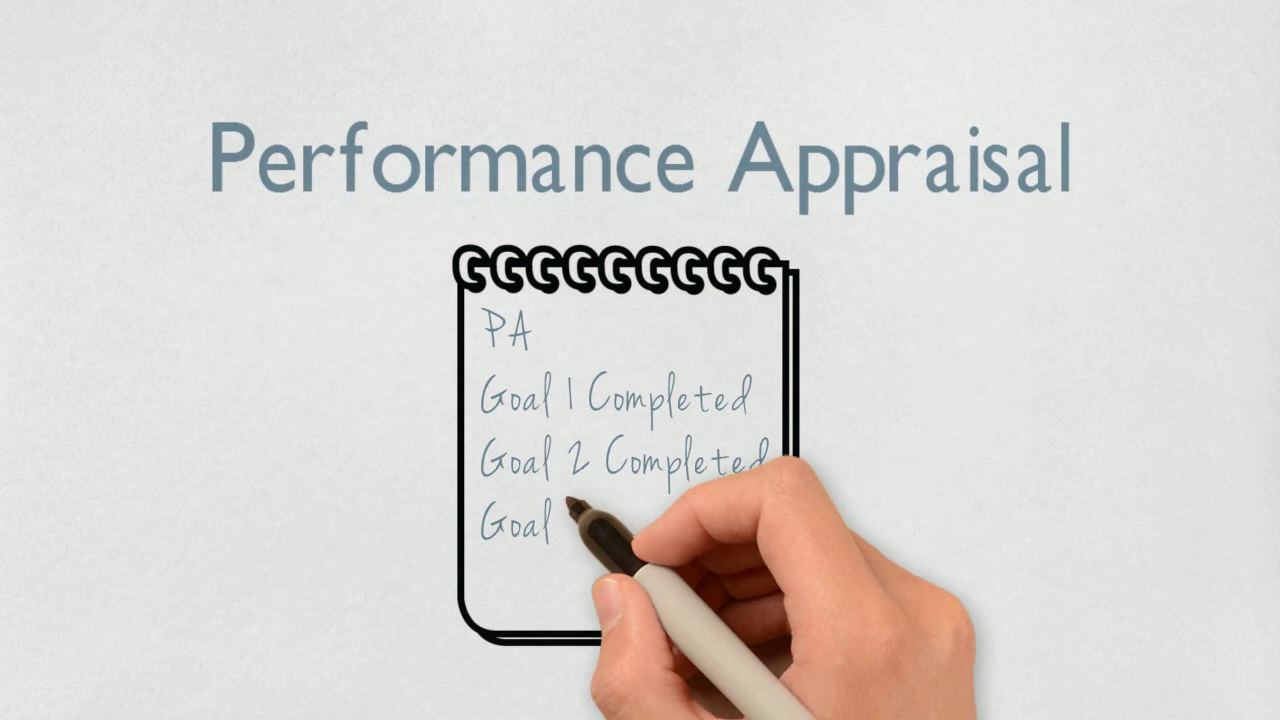 Performance Appraisal
PA
Goal 1 Completed
Goal 2 Completed
Goal